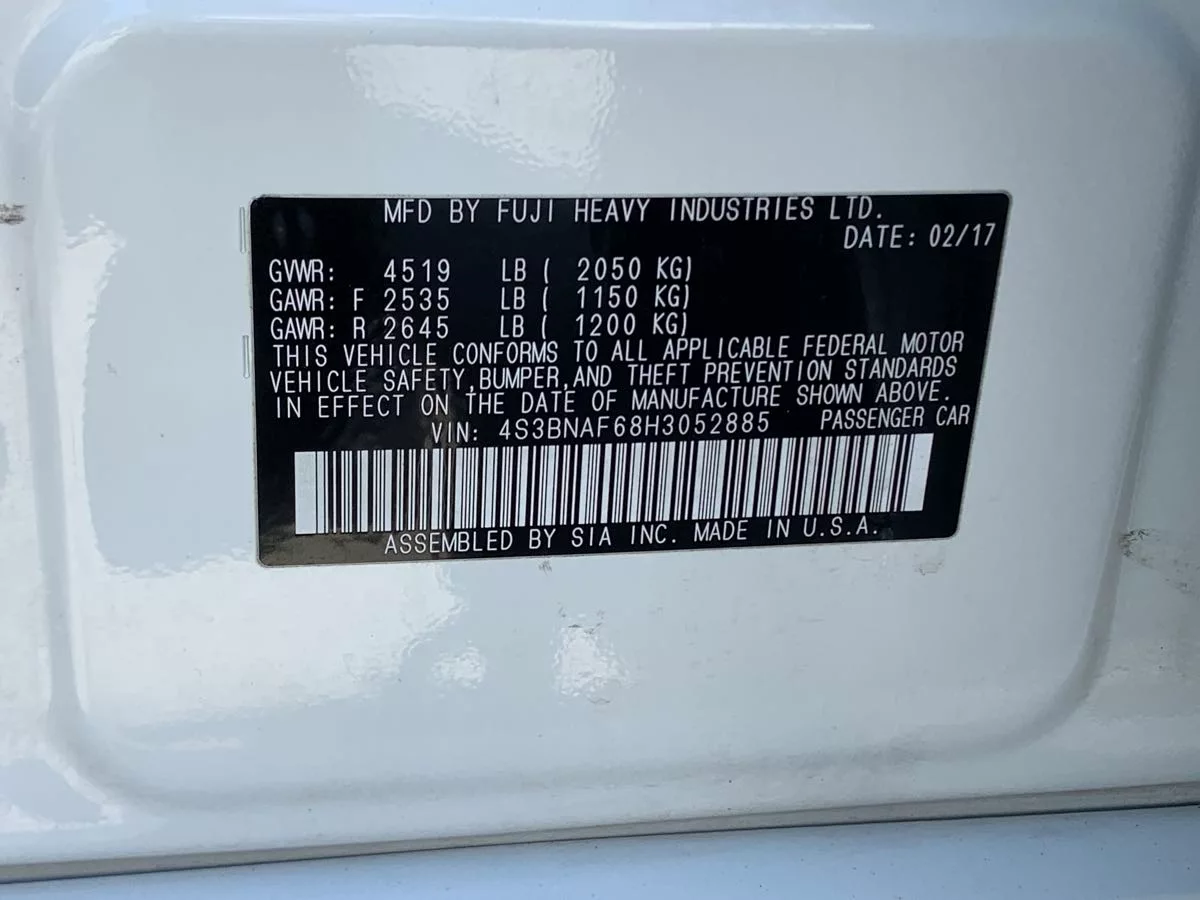 MFD BY FUJI HEAVY INDUSTRIES LTD.
DATE: 02/17
GVWR: 4519 LB ( 2050 KG)
GAWR: F 2535 LB ( 1150 KG)
GAWR: R 2645 LB ( 1200 KG)
THIS VEHICLE CONFORMS TO ALL APPLICABLE FEDERAL MOTOR
VEHICLE SAFETY,BUMPER,AND THEFT PREVENTION STANDARDS
IN EFFECT ON THE DATE OF MANUFACTURE SHOWN ABOVE.
VIN: 4S3BNAF68H3052885 PASSENGER CAR
ASSEMBLED BY SIA INC. MADE IN U.S.A.